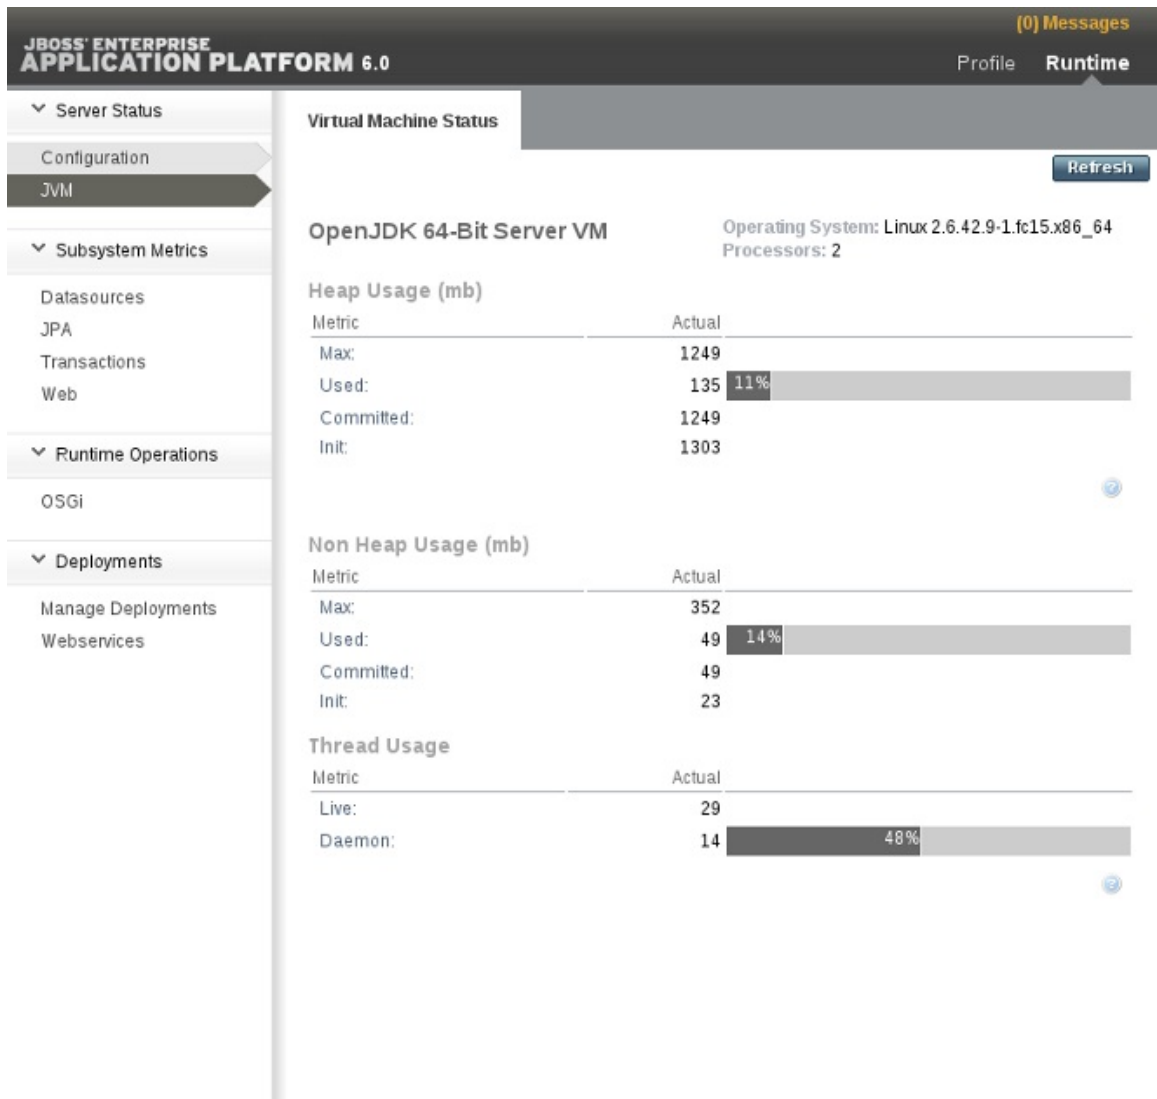 (0) Messages
JBOSS' ENTERPRISE
APPLICATION PLATFORM 6.0
Profile Runtime
Server Status
Configuration
JVM
Subsystem Metrics
Datasources
JPA
Transactions
Web
Runtime Operations
OSGi
Deployments
Manage Deployments
Webservices
Virtual Machine Status
Refresh
OpenJDK 64-Bit Server VM
Operating System: Linux 2.6.42.9-1.fc15.x86_64
Processors: 2
Heap Usage (mb)
Metric Actual
Max: 1249
Used: 135 11%
Committed: 1249
Init: 1303
?
Non Heap Usage (mb)
Metric Actual
Max: 352
Used: 49 14%
Committed: 49
Init: 23
Thread Usage
Metric Actual
Live: 29
Daemon: 14 48%
?